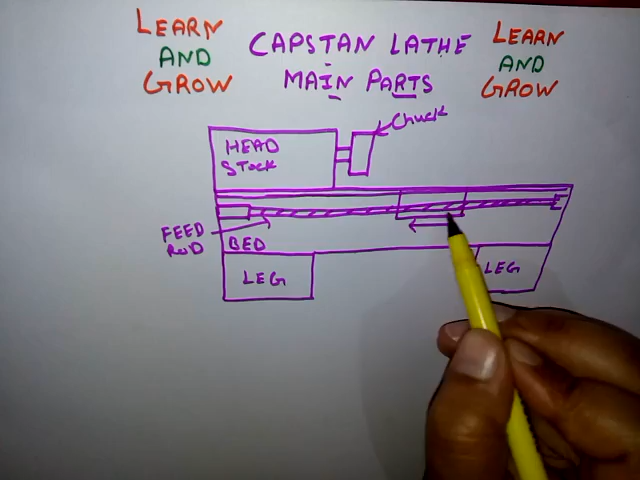 LEARN
AND
GROW
CAPSTAN LATHE
MAIN PARTS
LEARN
AND
GROW
Chuck
HEAD
STOCK
FEED
ROD
BED
LEG
LEG